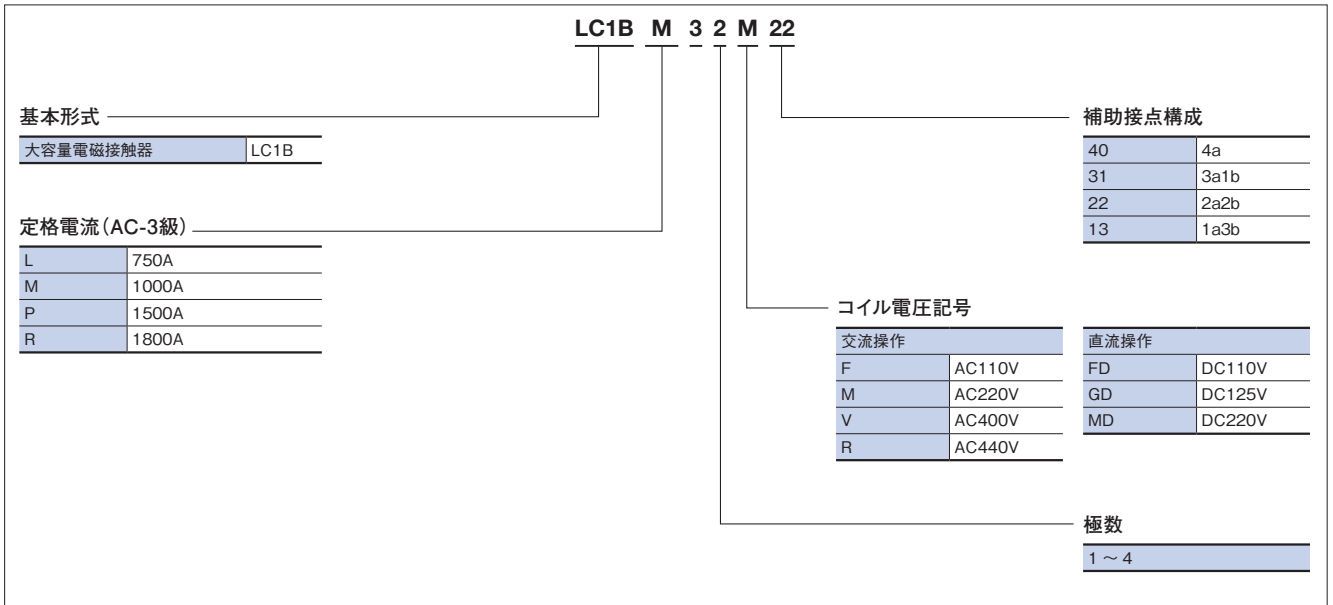 LC1B M 3 2 M 22
基本形式
大容量電磁接触器 LC1B
定格電流（AC-3級）
L 750A
M 1000A
P 1500A
R 1800A
補助接点構成
40 4a
31 3a1b
22 2a2b
13 1a3b
コイル電圧記号
交流操作
F AC110V
M AC220V
V AC400V
R AC440V
直流操作
FD DC110V
GD DC125V
MD DC220V
極数
1 ～ 4